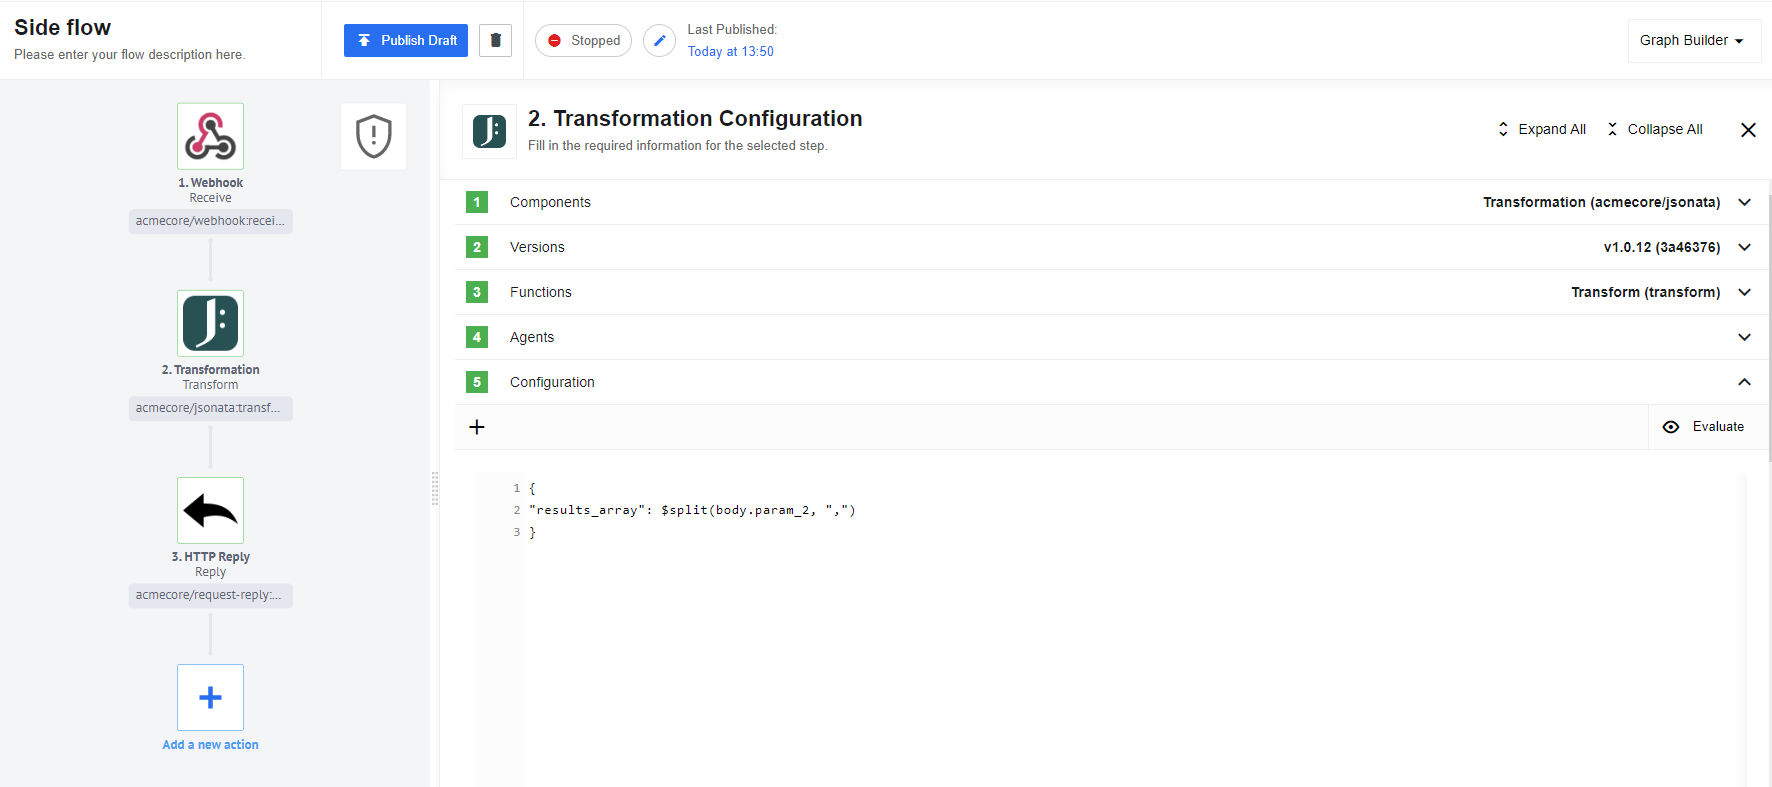 Side flow
Please enter your flow description here.
Publish Draft
Stopped
Last Published:
Today at 13:50
Graph Builder
1. Webhook
Receive
acmecore/webhook:recei...
2. Transformation
Transform
acmecore/jsonata:transf...
3. HTTP Reply
Reply
acmecore/request-reply:...
Add a new action
2. Transformation Configuration
Fill in the required information for the selected step.
Expand All
Collapse All
1 Components Transformation (acmecore/jsonata)
2 Versions v1.0.12 (3a46376)
3 Functions Transform (transform)
4 Agents
5 Configuration
Evaluate
1 {
2 "results_array": $split(body.param_2, ",")
3 }